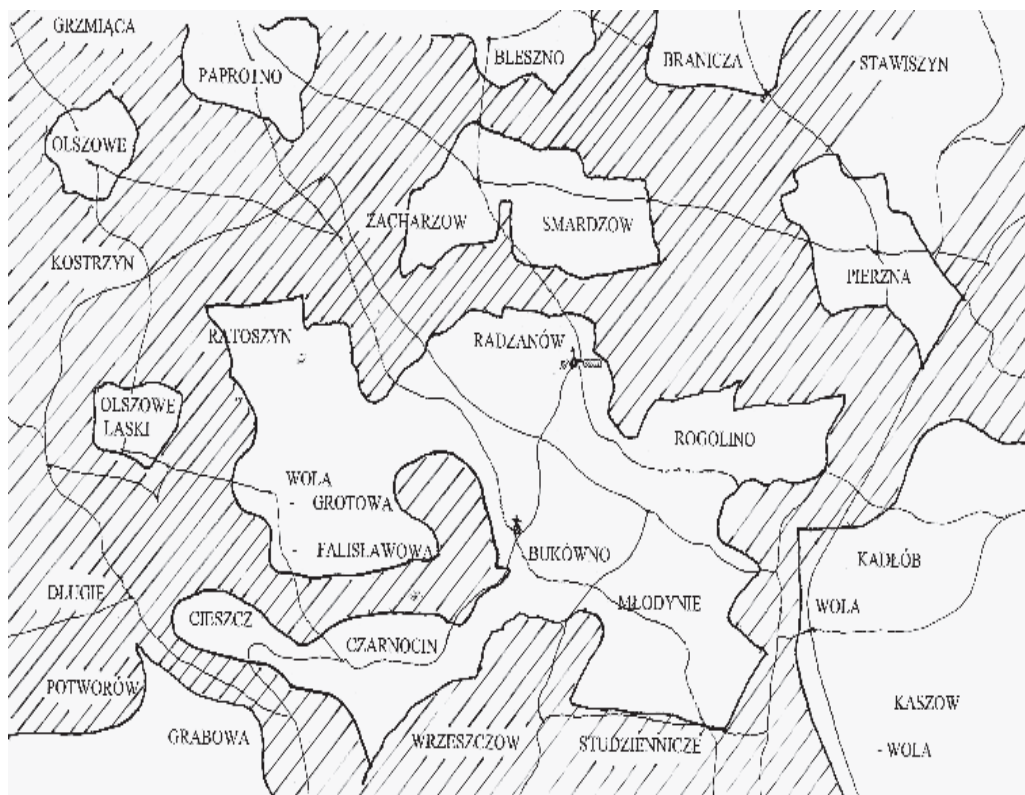 GRZMIĄCA
PAPROTNO
BLESZNO
BRANICZA
STAWISZYN
OLSZOWE
ZACHARZOW
SMARDZOW
KOSTRZYN
PIERZNA
RATOSZYN
RADZANÓW
OLSZOWE
LASKI
ROGOLINO
WOLA
- GROTOWA
- FALISŁAWOWA
BUKÓWNO
KADŁÓB
DŁUGIE
MŁODYNIE
WOLA
CIESZCZ
CZARNOCIN
POTWORÓW
KASZOW
GRABOWA
WRZESZCZOW
STUDZIENNICZE
- WOLA